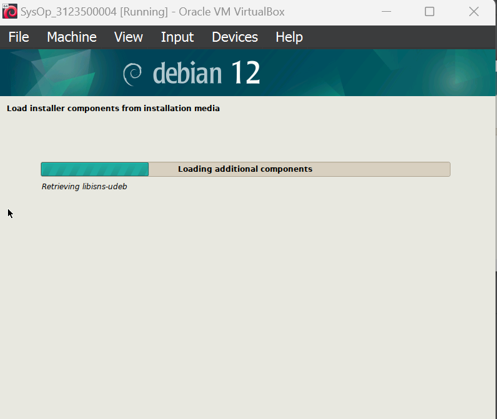 SysOp_3123500004 [Running] - Oracle VM VirtualBox
File Machine View Input Devices Help
debian 12
Load installer components from installation media
Loading additional components
Retrieving libisns-udeb